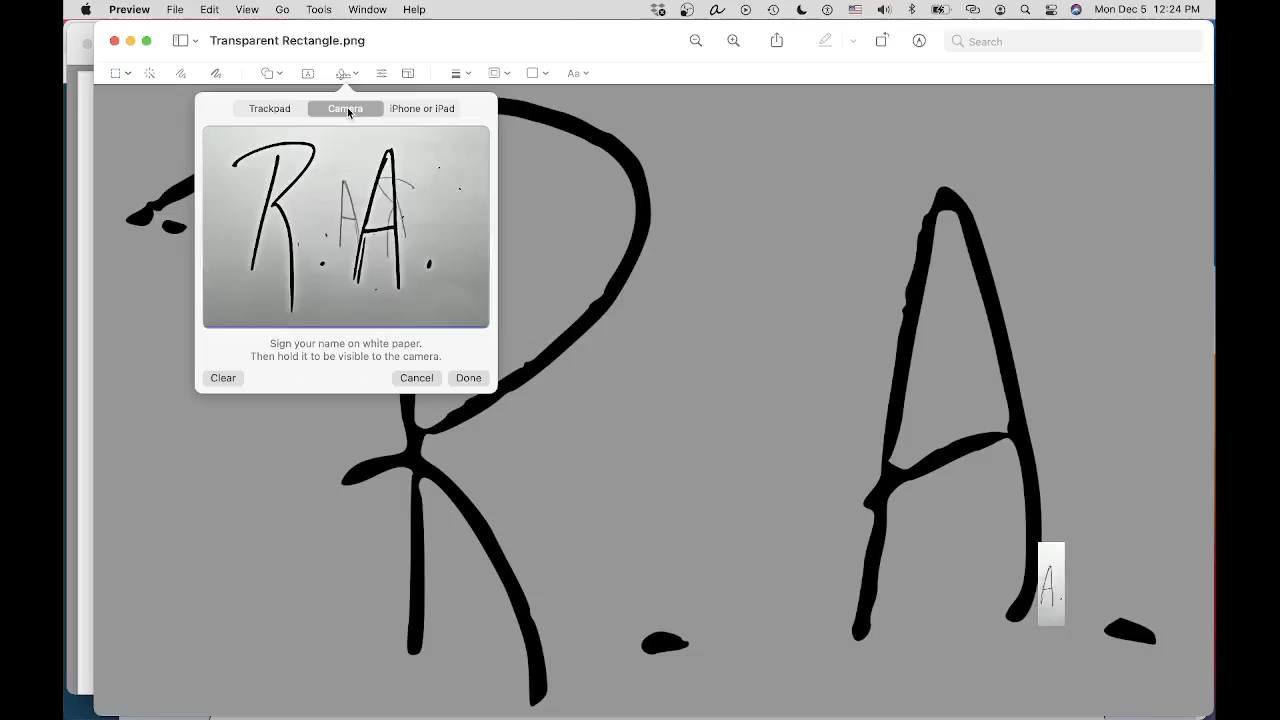 Preview File Edit View Go Tools Window Help Mon Dec 5 12:24 PM
Transparent Rectangle.png Search
Aa
Trackpad Camera iPhone or iPad
R. A.
Sign your name on white paper.
Then hold it to be visible to the camera.
Clear Cancel Done
R. A.
A.